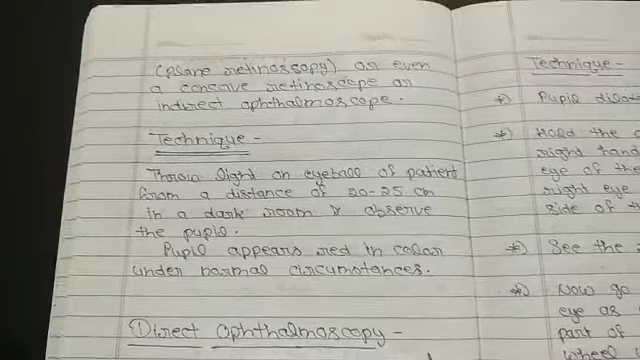 (plane retinoscopy) or even
a concave retinoscope or
indirect ophthalmoscope.
Technique -
Throw light on eyeball of patient
from a distance of 20-25 cm
in a dark room & observe
the pupil.
Pupil appears red in color
under normal circumstances.
Direct ophthalmoscopy -
Technique -
*) Pupil
*) Hold the
right hand
eye of the
right eye
side of
*) See the
*) Now go
eye as
part of
wheel